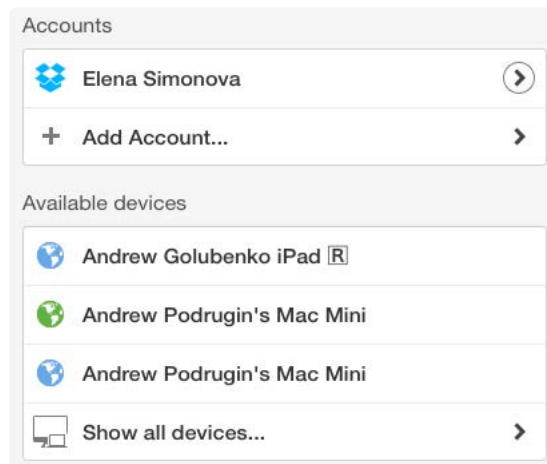 Accounts
Elena Simonova
Add Account...
Available devices
Andrew Golubenko iPad 🅁
Andrew Podrugin's Mac Mini
Andrew Podrugin's Mac Mini
Show all devices...